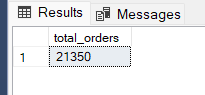 Results Messages
total_orders
1 21350